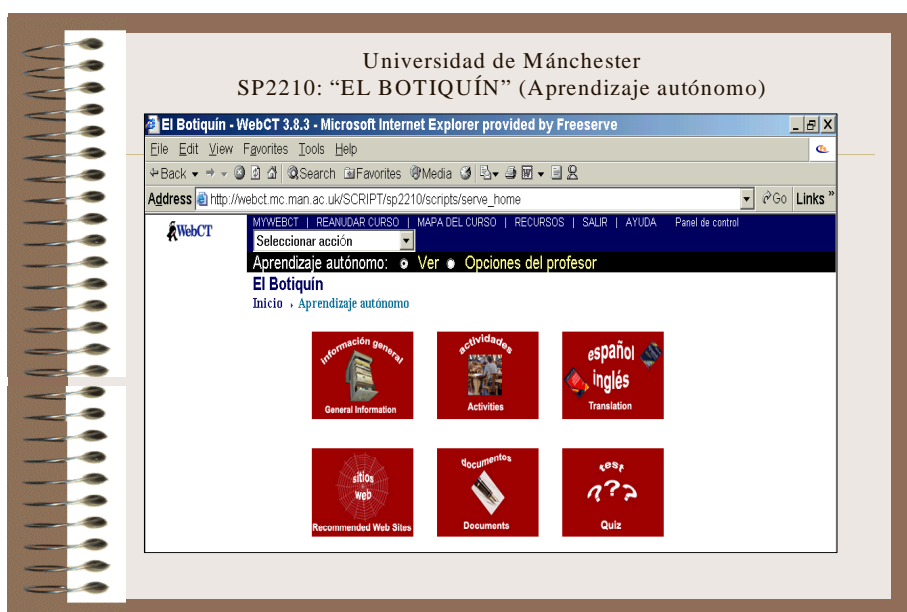 Universidad de Mánchester
SP2210: “EL BOTIQUÍN” (Aprendizaje autónomo)
El Botiquín - WebCT 3.8.3 - Microsoft Internet Explorer provided by Freeserve
File Edit View Favorites Tools Help
Back Search Favorites Media
Address http://webct.mc.man.ac.uk/SCRIPT/sp2210/scripts/serve_home Go Links »
WebCT
MYWEBCT | REANUDAR CURSO | MAPA DEL CURSO | RECURSOS | SALIR | AYUDA Panel de control
Seleccionar acción
Aprendizaje autónomo: Ver Opciones del profesor
El Botiquín
Inicio › Aprendizaje autónomo
información general
General Information
actividades
Activities
español
inglés
Translation
sitios
web
Recommended Web Sites
documentos
Documents
test
???
Quiz